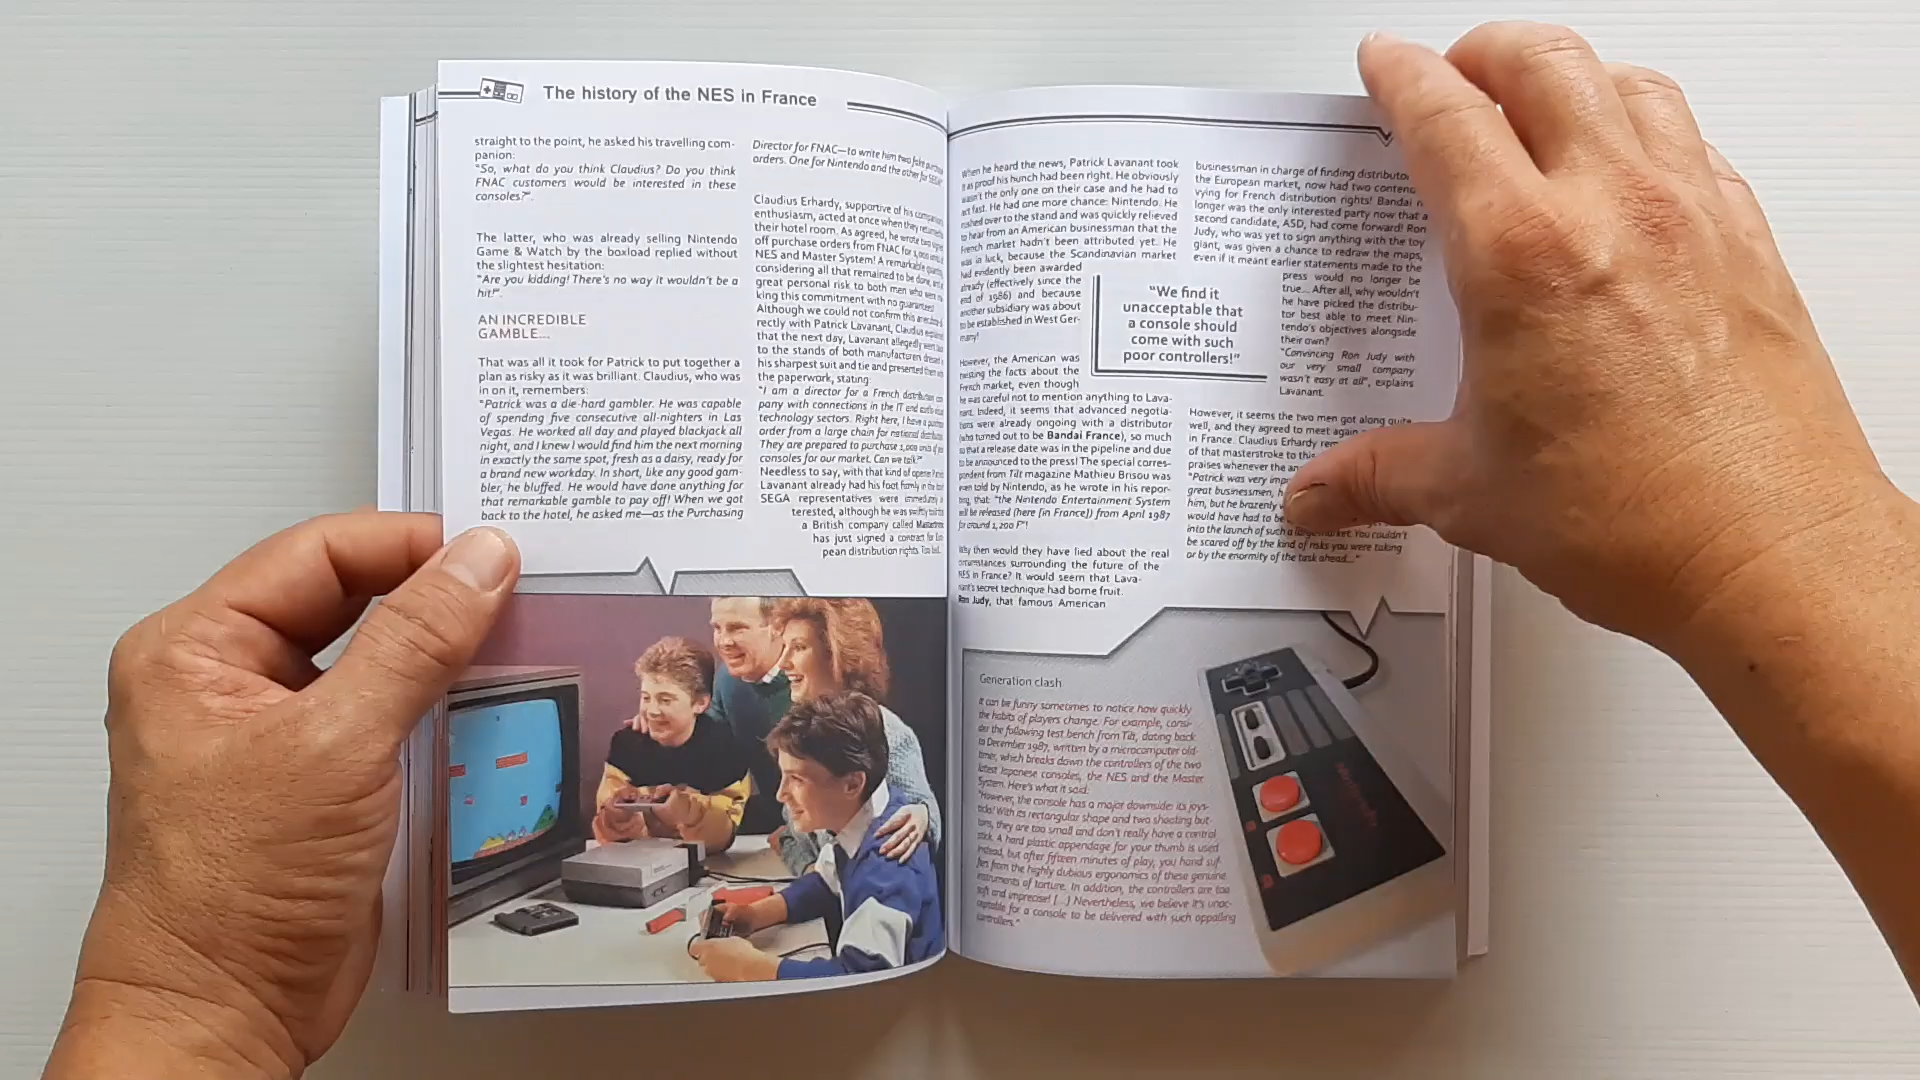 The history of the NES in France
straight to the point, he asked his travelling com-
panion:
"So, what do you think Claudius? Do you think
FNAC customers would be interested in these
consoles?".
The latter, who was already selling Nintendo
Game & Watch by the boxload replied without
the slightest hesitation:
"Are you kidding! There's no way it wouldn't be a
hit!".
AN INCREDIBLE
GAMBLE...
That was all it took for Patrick to put together a
plan as risky as it was brilliant. Claudius, who was
in on it, remembers:
"Patrick was a die-hard gambler. He was capable
of spending five consecutive all-nighters in Las
Vegas. He worked all day and played blackjack all
night, and I knew I would find him the next morning
in exactly the same spot, fresh as a daisy, ready for
a brand new workday. In short, like any good gam-
bler, he bluffed. He would have done anything for
that remarkable gamble to pay off! When we got
back to the hotel, he asked me—as the Purchasing
Director for FNAC—to write him two fake purchase
orders. One for Nintendo and the other for SEGA"
Claudius Erhardy, supportive of his
enthusiasm, acted at once when they
their hotel room. As agreed, he wrote two
off purchase orders from FNAC for 1,000
NES and Master System! A remarkable
considering all that remained to be done,
great personal risk to both men who
king this commitment with no
Although we could not confirm this
rectly with Patrick Lavanant, Claudius
that the next day, Lavanant allegedly went
to the stands of both manufacturers dressed
his sharpest suit and tie and presented
the paperwork, stating:
"I am a director for a French distribution
pany with connections in the IT and
technology sectors. Right here, I have a
order from a large chain for national
They are prepared to purchase 1,000 units of
consoles for our market. Can we talk?"
Needless to say, with that kind of
Lavanant already had his foot firmly in the
SEGA representatives were immediately
terested, although he was swiftly told
a British company called Mastertronic
has just signed a contract for
pean distribution rights. Too bad.
When he heard the news, Patrick Lavanant took
it as proof his hunch had been right. He obviously
wasn't the only one on their case and he had to
act fast. He had one more chance: Nintendo. He
rushed over to the stand and was quickly relieved
to hear from an American businessman that the
French market hadn't been attributed yet. He
was in luck, because the Scandinavian market
had evidently been awarded
already (effectively since the
end of 1986) and because
another subsidiary was about
to be established in West Ger-
many!
However, the American was
twisting the facts about the
French market, even though
he was careful not to mention anything to Lava-
nant. Indeed, it seems that advanced negotia-
tions were already ongoing with a distributor
(who turned out to be Bandai France), so much
so that a release date was in the pipeline and due
to be announced to the press! The special corres-
pondent from Tilt magazine Mathieu Brisou was
even told by Nintendo, as he wrote in his repor-
ting, that: "the Nintendo Entertainment System
will be released (here [in France]) from April 1987
for around 1,200 F"!
Why then would they have lied about the real
circumstances surrounding the future of the
NES in France? It would seem that Lava-
nant's secret technique had borne fruit.
Ron Judy, that famous American
"We find it
unacceptable that
a console should
come with such
poor controllers!"
businessman in charge of finding
the European market, now had two
vying for French distribution rights! Bandai
longer was the only interested party now that a
second candidate, ASD, had come forward! Ron
Judy, who was yet to sign anything with the toy
giant, was given a chance to redraw the maps,
even if it meant earlier statements made to the
press would no longer be
true... After all, why wouldn't
he have picked the distribu-
tor best able to meet Nin-
tendo's objectives alongside
their own?
"Convincing Ron Judy with
our very small company
wasn't easy at all", explains
Lavanant.
However, it seems the two men got along quite
well, and they agreed to meet again
in France. Claudius Erhardy
of that masterstroke to this
praises whenever the
"Patrick was very
great businessmen,
him, but he brazenly
would have had to be
into the launch of such a large market. You couldn't
be scared off by the kind of risks you were taking
or by the enormity of the task ahead..."
Generation clash
It can be funny sometimes to notice how quickly
the habits of players change. For example, consi-
der the following test bench from Tilt, dating back
to December 1987, written by a microcomputer old-
timer, which breaks down the controllers of the two
latest Japanese consoles, the NES and the Master
System. Here's what it said:
"However, the console has a major downside: its joys-
ticks! With its rectangular shape and two shooting but-
tons, they are too small and don't really have a control
stick. A hard plastic appendage for your thumb is used
instead, but after fifteen minutes of play, you hand suf-
fers from the highly dubious ergonomics of these genuine
instruments of torture. In addition, the controllers are too
soft and imprecise! [...] Nevertheless, we believe it's unac-
ceptable for a console to be delivered with such appalling
controllers."
Nintendo